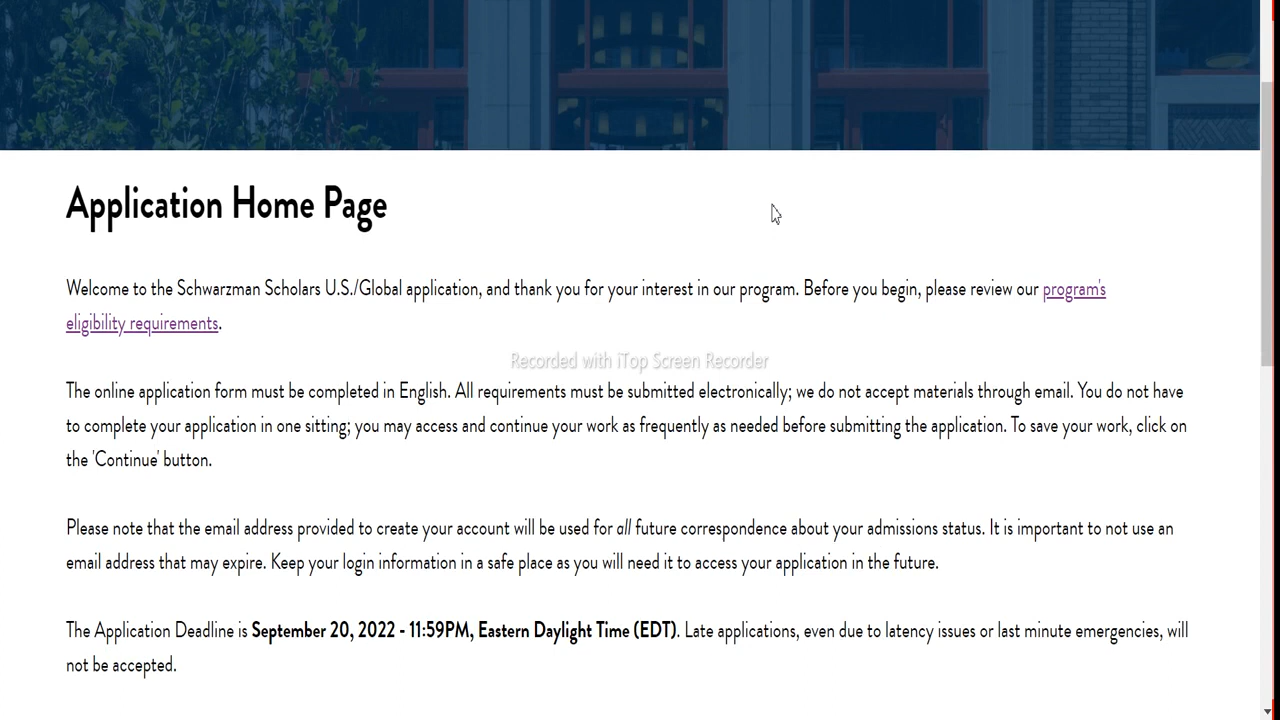 Application Home Page
Welcome to the Schwarzman Scholars U.S./Global application, and thank you for your interest in our program. Before you begin, please review our program's
eligibility requirements.
Recorded with iTop Screen Recorder
The online application form must be completed in English. All requirements must be submitted electronically; we do not accept materials through email. You do not have
to complete your application in one sitting; you may access and continue your work as frequently as needed before submitting the application. To save your work, click on
the 'Continue' button.
Please note that the email address provided to create your account will be used for all future correspondence about your admissions status. It is important to not use an
email address that may expire. Keep your login information in a safe place as you will need it to access your application in the future.
The Application Deadline is September 20, 2022 - 11:59PM, Eastern Daylight Time (EDT). Late applications, even due to latency issues or last minute emergencies, will
not be accepted.